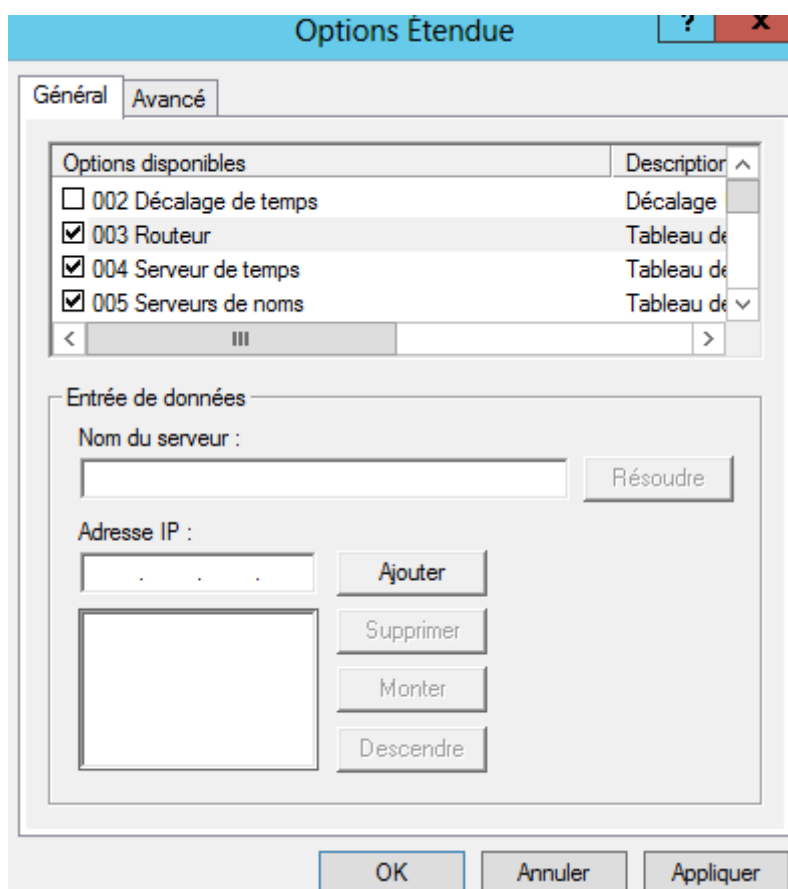 Options Étendue
? x
Général Avancé
Options disponibles Description
002 Décalage de temps Décalage
003 Routeur Tableau de
004 Serveur de temps Tableau de
005 Serveurs de noms Tableau de
Entrée de données
Nom du serveur :
Résoudre
Adresse IP :
. . . Ajouter
Supprimer
Monter
Descendre
OK Annuler Appliquer